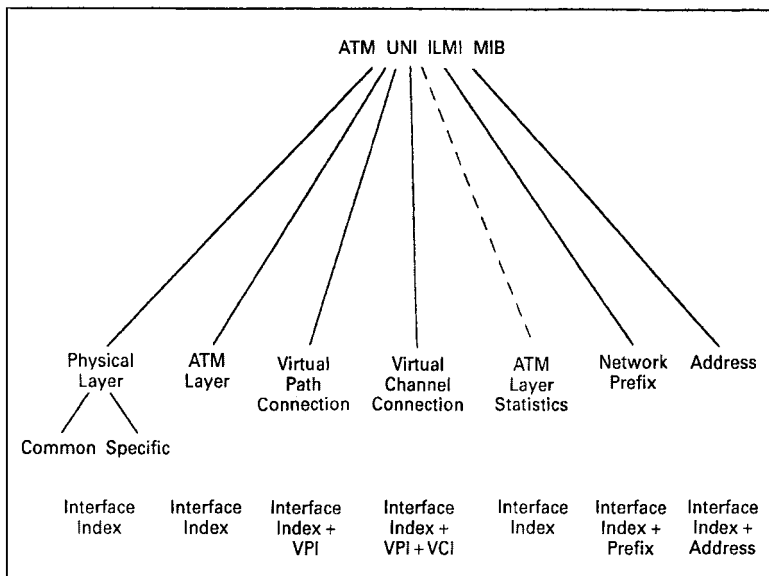 ATM UNI ILMI MIB
Physical Layer
ATM Layer
Virtual Path Connection
Virtual Channel Connection
ATM Layer Statistics
Network Prefix
Address
Common Specific
Interface Index
Interface Index
Interface Index + VPI
Interface Index + VPI + VCI
Interface Index
Interface Index + Prefix
Interface Index + Address